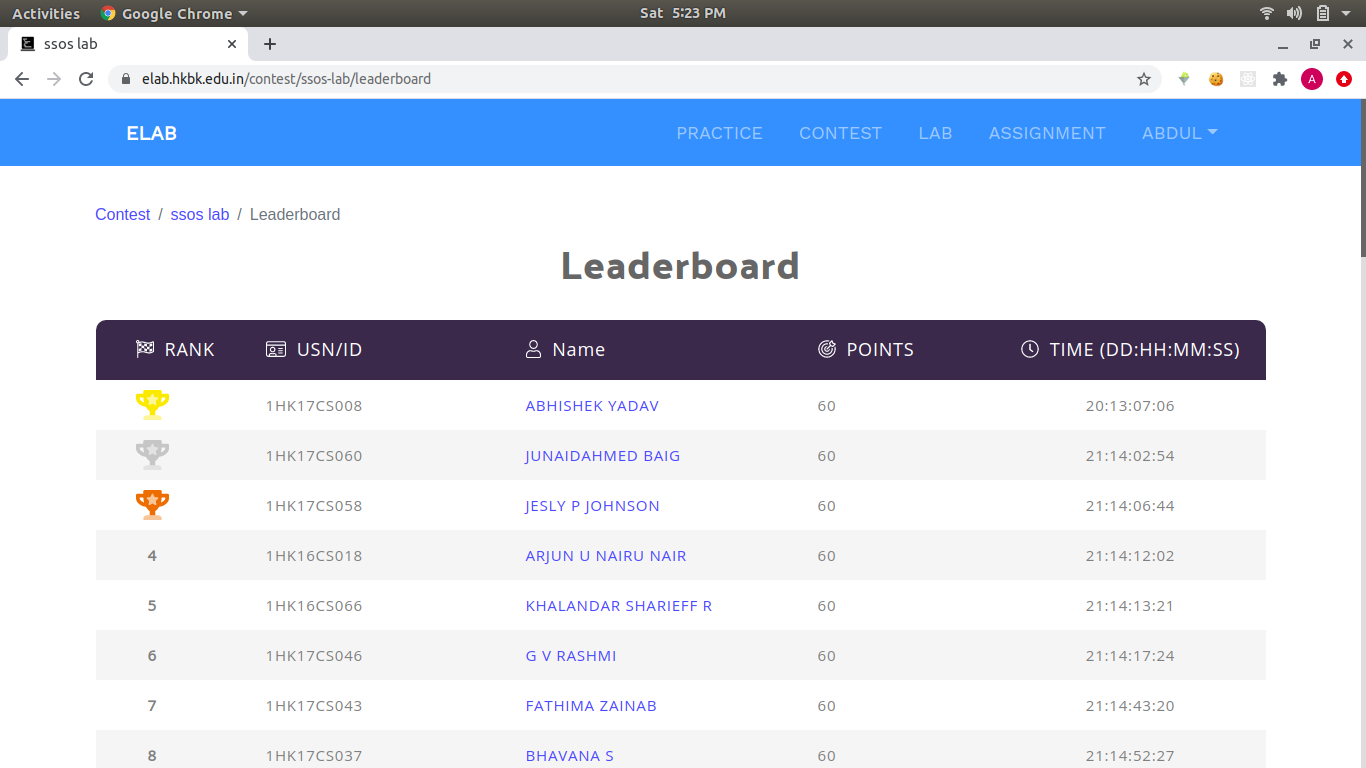 Activities Google Chrome Sat 5:23 PM
ssos lab
elab.hkbk.edu.in/contest/ssos-lab/leaderboard A
ELAB PRACTICE CONTEST LAB ASSIGNMENT ABDUL
Contest / ssos lab / Leaderboard
Leaderboard
RANK USN/ID Name POINTS TIME (DD:HH:MM:SS)
1HK17CS008 ABHISHEK YADAV 60 20:13:07:06
1HK17CS060 JUNAIDAHMED BAIG 60 21:14:02:54
1HK17CS058 JESLY P JOHNSON 60 21:14:06:44
4 1HK16CS018 ARJUN U NAIRU NAIR 60 21:14:12:02
5 1HK16CS066 KHALANDAR SHARIEFF R 60 21:14:13:21
6 1HK17CS046 G V RASHMI 60 21:14:17:24
7 1HK17CS043 FATHIMA ZAINAB 60 21:14:43:20
8 1HK17CS037 BHAVANA S 60 21:14:52:27